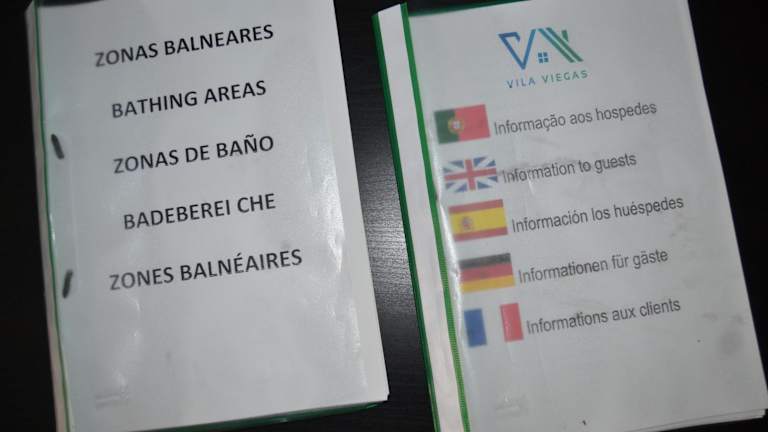 ZONAS BALNEARES
BATHING AREAS
ZONAS DE BAÑO
BADEBEREI CHE
ZONES BALNÉAIRES
VILA VIEGAS
Informação aos hospedes
Information to guests
Información los huéspedes
Informationen für gäste
Informations aux clients